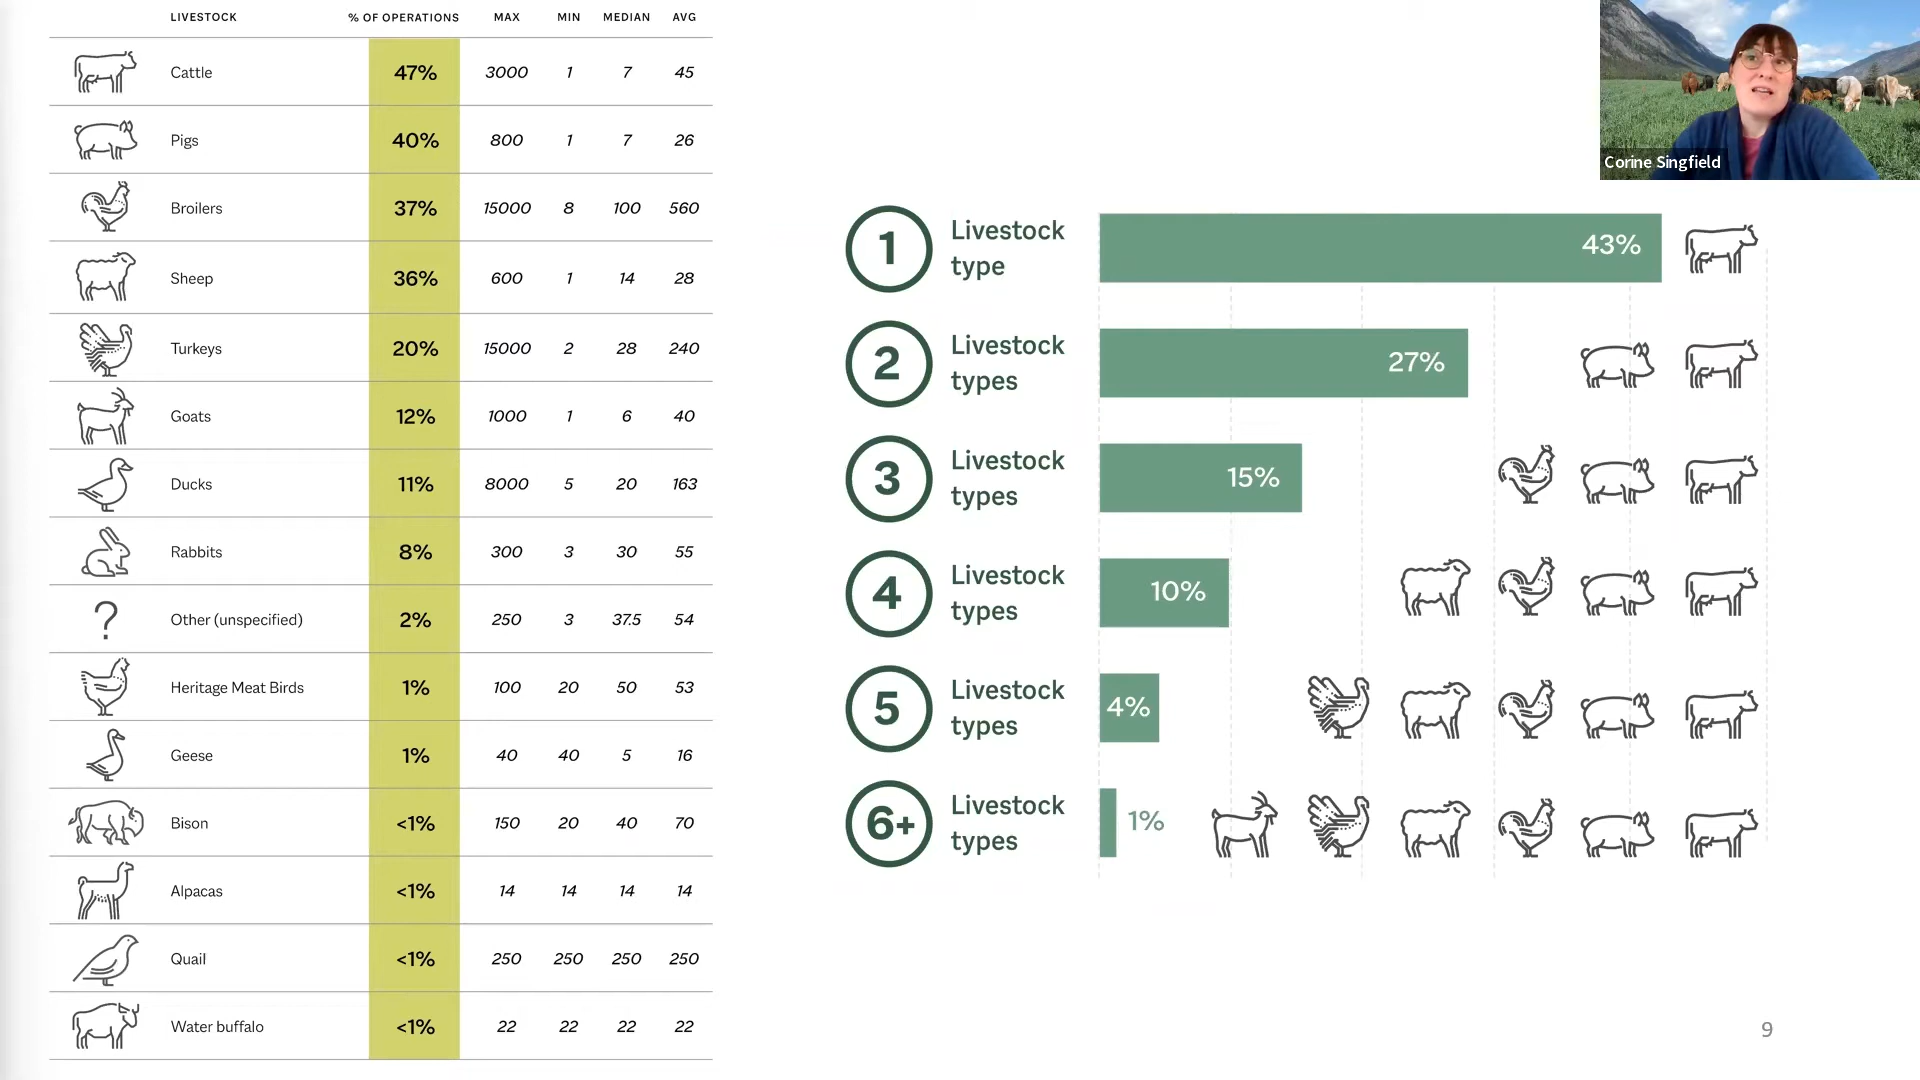 LIVESTOCK % OF OPERATIONS MAX MIN MEDIAN AVG
Cattle 47% 3000 1 7 45
Pigs 40% 800 1 7 26
Broilers 37% 15000 8 100 560
Sheep 36% 600 1 14 28
Turkeys 20% 15000 2 28 240
Goats 12% 1000 1 6 40
Ducks 11% 8000 5 20 163
Rabbits 8% 300 3 30 55
? Other (unspecified) 2% 250 3 37.5 54
Heritage Meat Birds 1% 100 20 50 53
Geese 1% 40 40 5 16
Bison <1% 150 20 40 70
Alpacas <1% 14 14 14 14
Quail <1% 250 250 250 250
Water buffalo <1% 22 22 22 22
Corine Singfield
1 Livestock
type 43%
2 Livestock
types 27%
3 Livestock
types 15%
4 Livestock
types 10%
5 Livestock
types 4%
6+ Livestock
types 1%
9